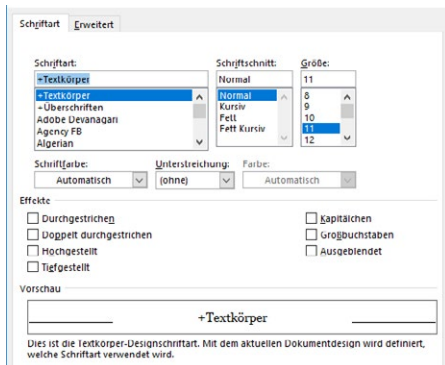 Schriftart Erweitert
Schriftart: Schriftschnitt: Größe:
+Textkörper Normal 11
+Textkörper Normal 8
+Überschriften Kursiv 9
Adobe Devanagari Fett 10
Agency FB Fett Kursiv 11
Algerian 12
Schriftfarbe: Unterstreichung: Farbe:
Automatisch (ohne) Automatisch
Effekte
Durchgestrichen Kapitälchen
Doppelt durchgestrichen Großbuchstaben
Hochgestellt Ausgeblendet
Tiefgestellt
Vorschau
+Textkörper
Dies ist die Textkörper-Designschriftart. Mit dem aktuellen Dokumentdesign wird definiert,
welche Schriftart verwendet wird.